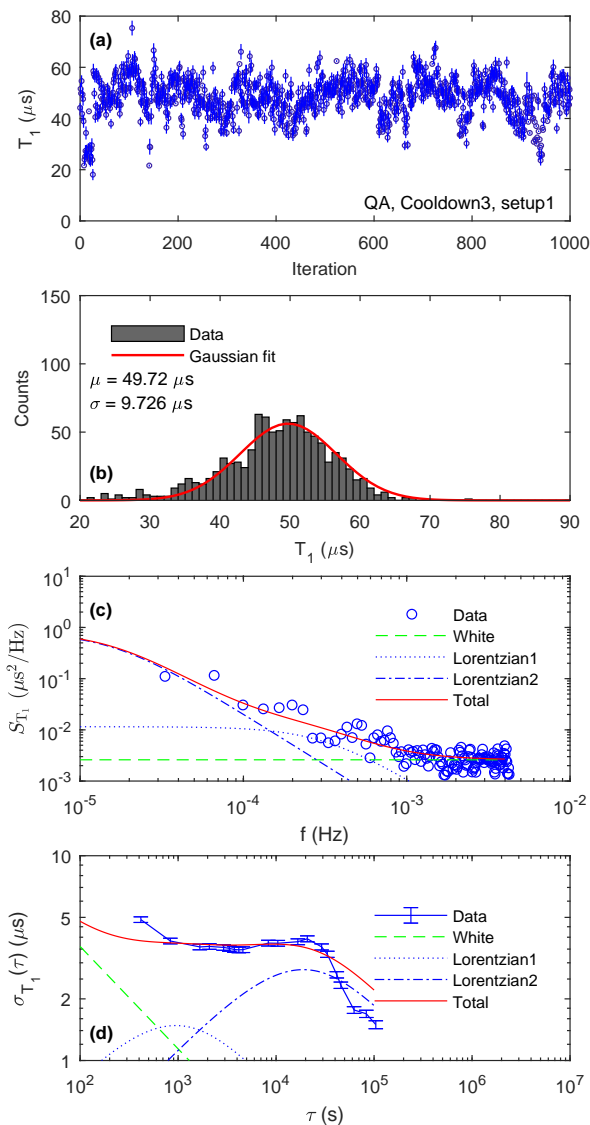 80
60
40
20
0
T1 (μs)
(a)
QA, Cooldown3, setup1
0 200 400 600 800 1000
Iteration
150
100
50
0
Counts
Data
Gaussian fit
μ = 49.72 μs
σ = 9.726 μs
(b)
20 30 40 50 60 70 80 90
T1 (μs)
10^1
10^0
10^-1
10^-2
10^-3
S_T1 (μs^2/Hz)
(c)
Data
White
Lorentzian1
Lorentzian2
Total
10^-5 10^-4 10^-3 10^-2
f (Hz)
10
5
2
1
σ_T1(τ) (μs)
Data
White
Lorentzian1
Lorentzian2
Total
(d)
10^2 10^3 10^4 10^5 10^6 10^7
τ (s)